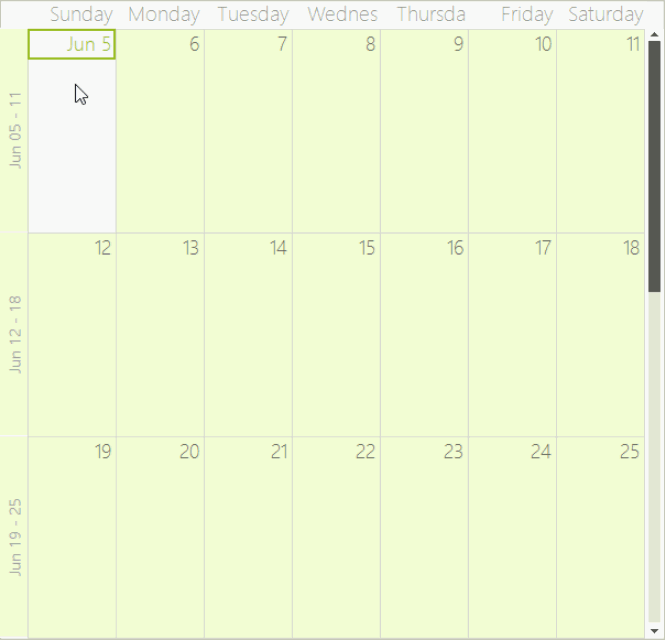 Sunday Monday Tuesday Wednes Thursda Friday Saturday
Jun 05 - 11
Jun 5 6 7 8 9 10 11
Jun 12 - 18
12 13 14 15 16 17 18
Jun 19 - 25
19 20 21 22 23 24 25